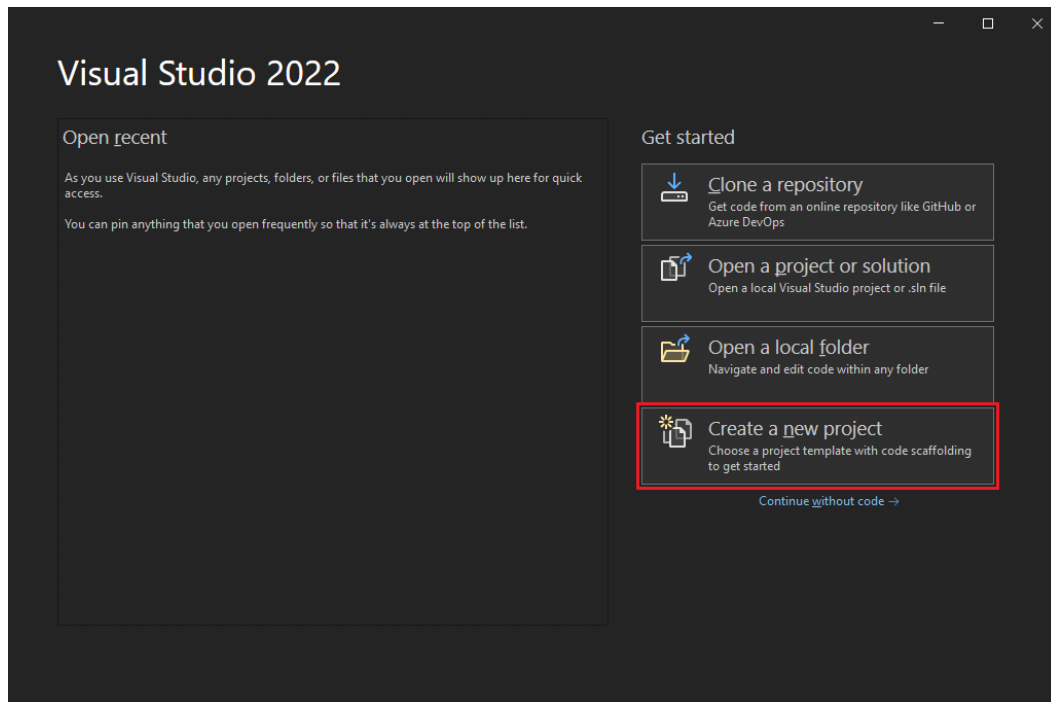 Visual Studio 2022
Open recent
As you use Visual Studio, any projects, folders, or files that you open will show up here for quick
access.
You can pin anything that you open frequently so that it's always at the top of the list.
Get started
Clone a repository
Get code from an online repository like GitHub or
Azure DevOps
Open a project or solution
Open a local Visual Studio project or .sln file
Open a local folder
Navigate and edit code within any folder
Create a new project
Choose a project template with code scaffolding
to get started
Continue without code →